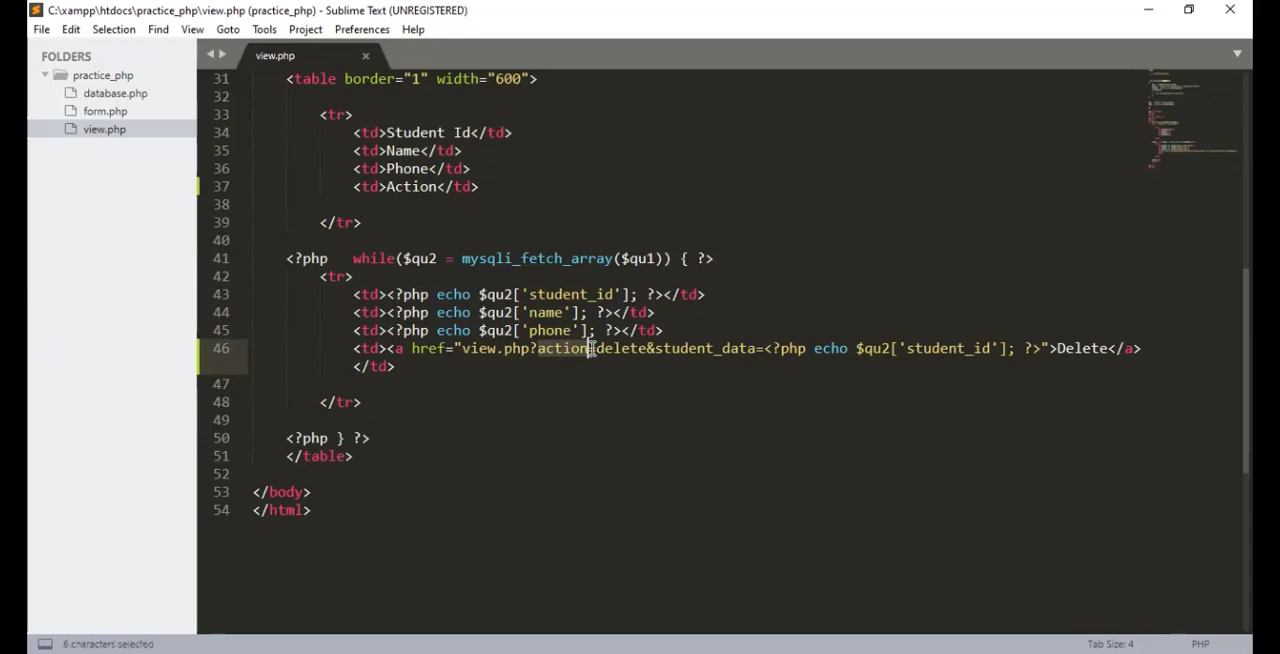 C:\xampp\htdocs\practice_php\view.php (practice_php) - Sublime Text (UNREGISTERED)
File Edit Selection Find View Goto Tools Project Preferences Help
FOLDERS
practice_php
database.php
form.php
view.php
view.php
31 <table border="1" width="600">
32
33 <tr>
34 <td>Student Id</td>
35 <td>Name</td>
36 <td>Phone</td>
37 <td>Action</td>
38
39 </tr>
40
41 <?php while($qu2 = mysqli_fetch_array($qu1)) { ?>
42 <tr>
43 <td><?php echo $qu2['student_id']; ?></td>
44 <td><?php echo $qu2['name']; ?></td>
45 <td><?php echo $qu2['phone']; ?></td>
46 <td><a href="view.php?action=delete&student_data=<?php echo $qu2['student_id']; ?>">Delete</a>
</td>
47
48 </tr>
49
50 <?php } ?>
51 </table>
52
53 </body>
54 </html>
6 characters selected
Tab Size: 4
PHP